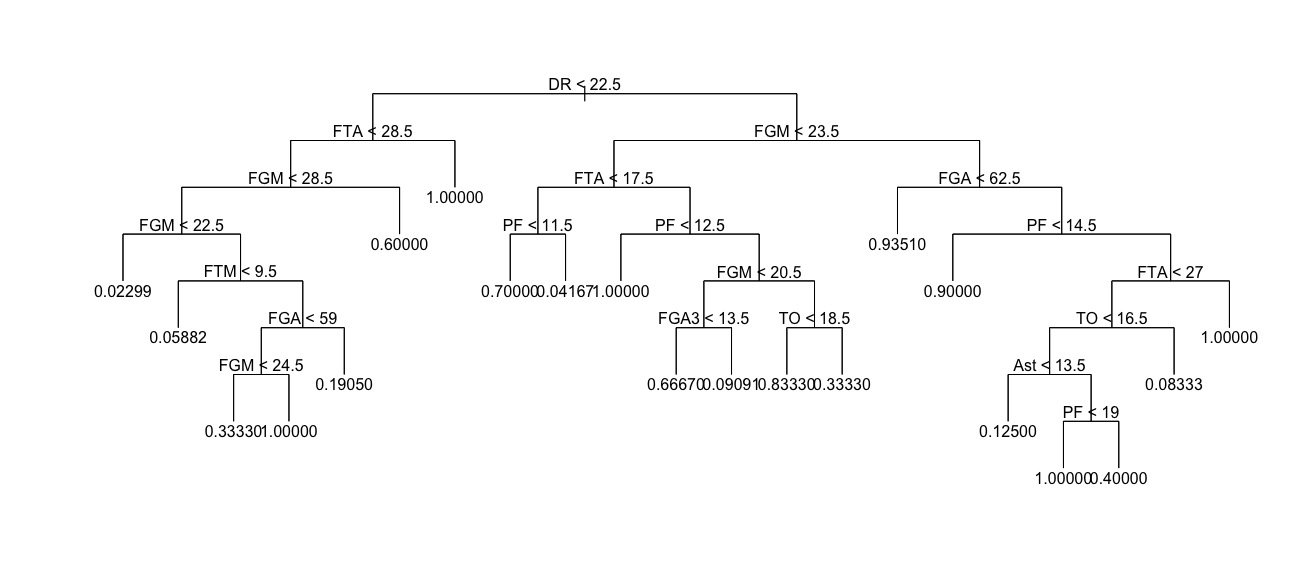 DR < 22.5
FTA < 28.5
FGM < 23.5
FGM < 28.5
1.00000
FTA < 17.5
FGA < 62.5
FGM < 22.5
0.60000
PF < 11.5
PF < 12.5
0.93510
PF < 14.5
0.02299
FTM < 9.5
0.70000
0.04167
1.00000
FGM < 20.5
0.90000
FTA < 27
0.05882
FGA < 59
FGA3 < 13.5
TO < 18.5
TO < 16.5
1.00000
FGM < 24.5
0.19050
0.66670
0.09091
0.83330
0.33330
Ast < 13.5
0.08333
0.33330
1.00000
0.12500
PF < 19
1.00000
0.40000